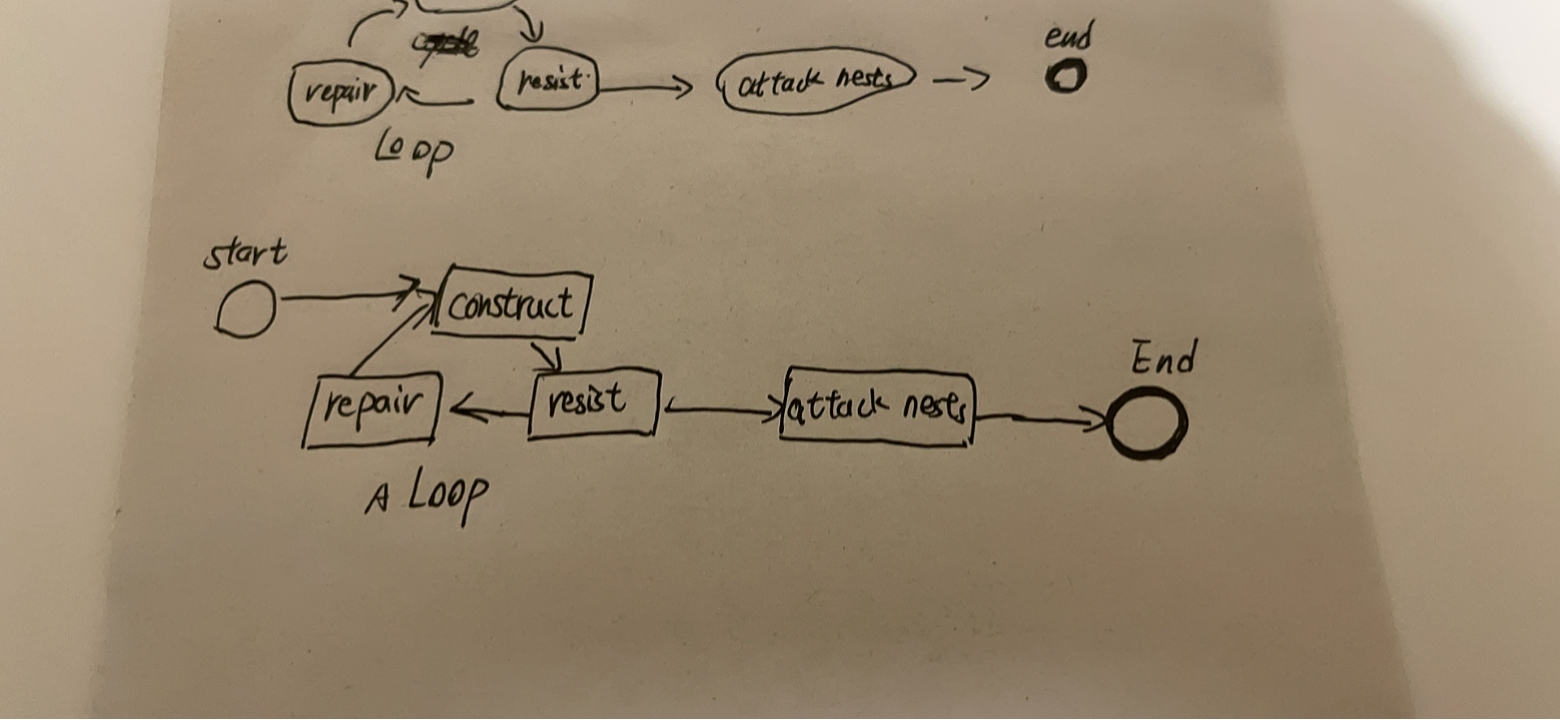 end
repair
resist
attack nests
Loop
start
construct
End
repair
resist
attack nests
A Loop